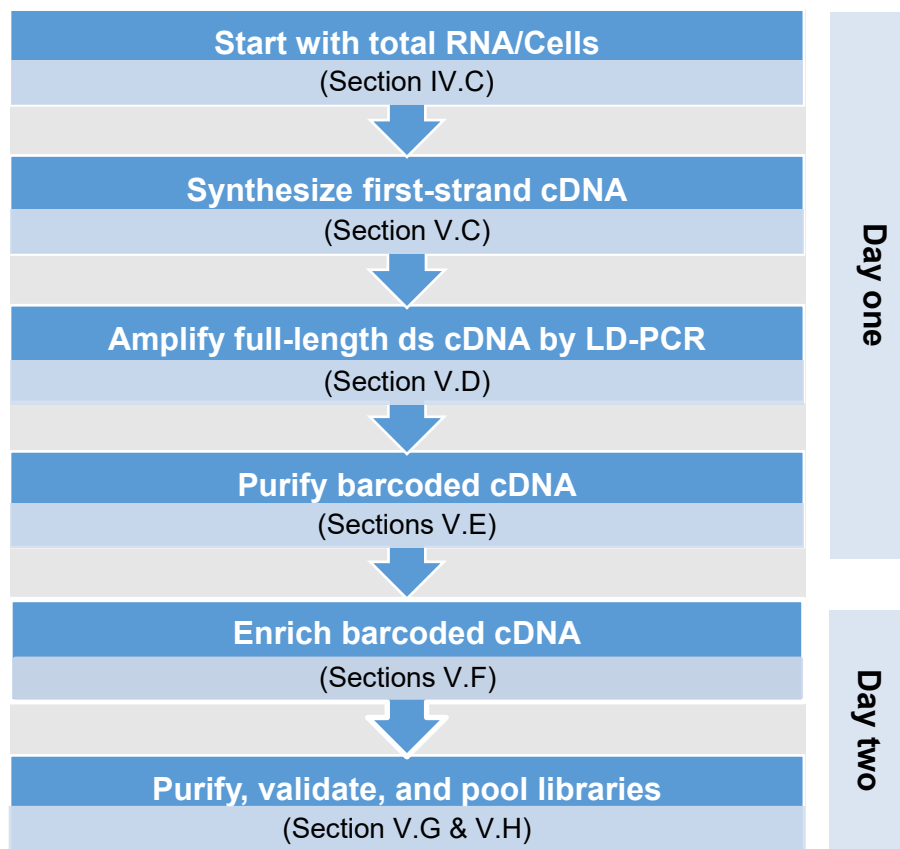 Start with total RNA/Cells
(Section IV.C)
Synthesize first-strand cDNA
(Section V.C)
Amplify full-length ds cDNA by LD-PCR
(Section V.D)
Purify barcoded cDNA
(Sections V.E)
Day one
Enrich barcoded cDNA
(Sections V.F)
Purify, validate, and pool libraries
(Section V.G & V.H)
Day two